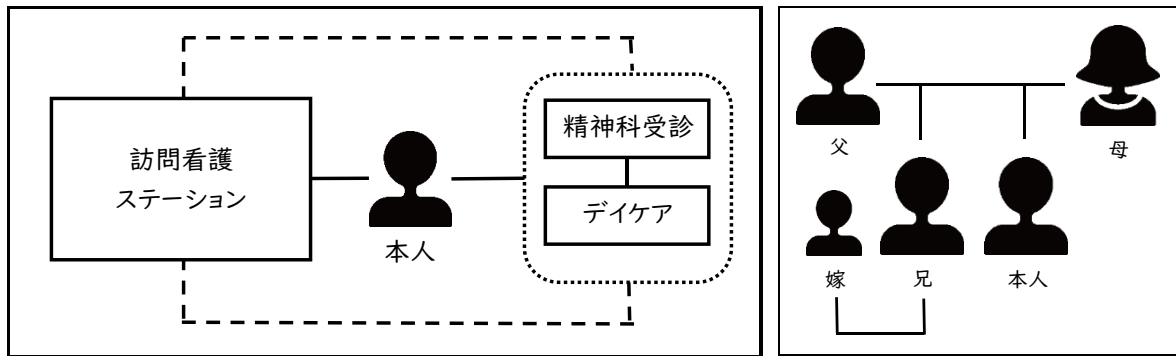 訪問看護
ステーション
本人
精神科受診
デイケア
父
母
嫁
兄
本人